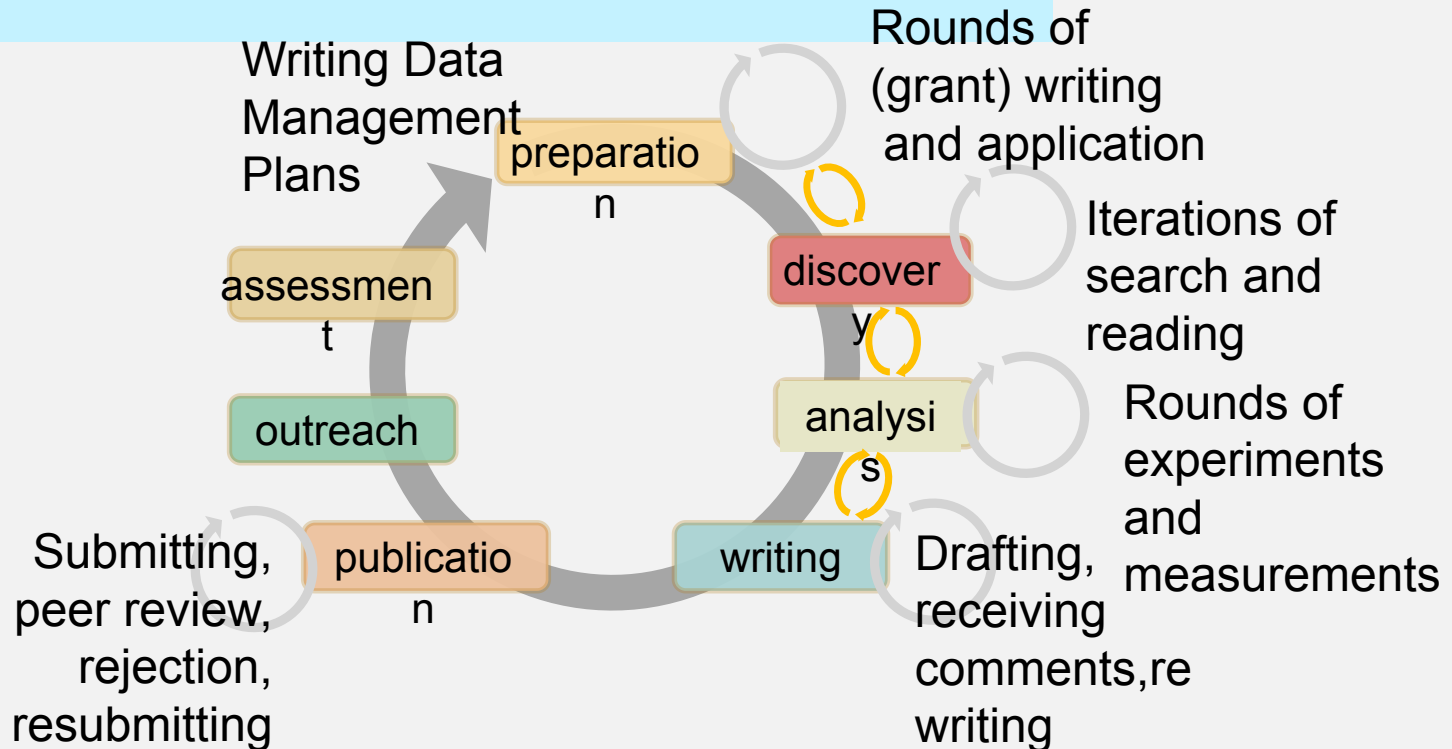 Writing Data
Management
Plans
Rounds of
(grant) writing
and application
preparatio
n
Iterations of
search and
reading
discover
y
assessmen
t
analysi
s
Rounds of
experiments
and
measurements
outreach
writing
Drafting,
receiving
comments,re
writing
publicatio
n
Submitting,
peer review,
rejection,
resubmitting